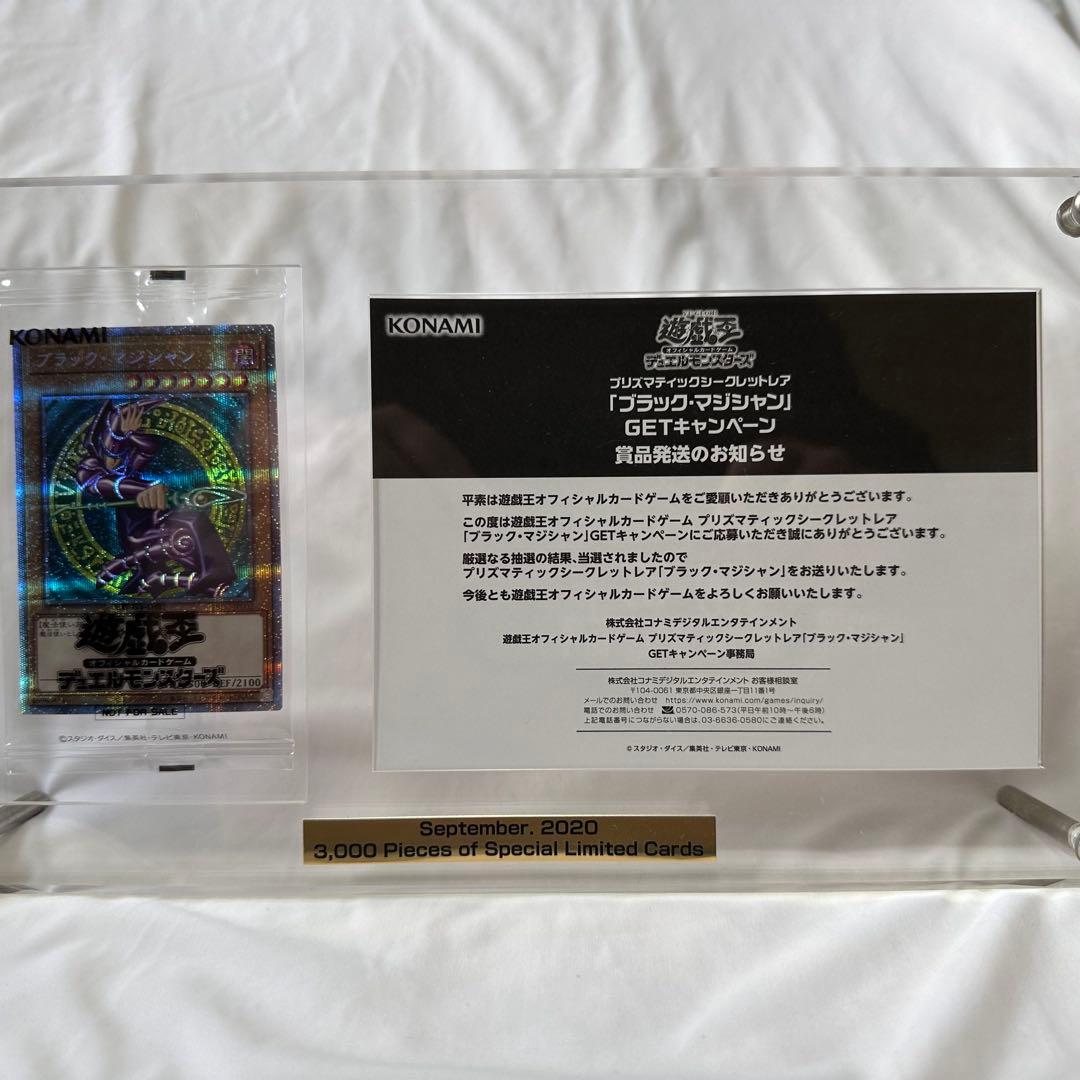 KONAMI
ブラック・マジシャン
闇
遊戯王
オフィシャルカードゲーム
デュエルモンスターズ
EF/2100
NOT FOR SALE
©スタジオ・ダイス/集英社・テレビ東京・KONAMI
KONAMI
遊戯王
オフィシャルカードゲーム
デュエルモンスターズ
プリズマティックシークレットレア
「ブラック・マジシャン」
GETキャンペーン
賞品発送のお知らせ
平素は遊戯王オフィシャルカードゲームをご愛顧いただきありがとうございます。
この度は遊戯王オフィシャルカードゲーム プリズマティックシークレットレア
「ブラック・マジシャン」GETキャンペーンにご応募いただき誠にありがとうございます。
厳選なる抽選の結果、当選されましたので
プリズマティックシークレットレア「ブラック・マジシャン」をお送りいたします。
今後とも遊戯王オフィシャルカードゲームをよろしくお願いいたします。
株式会社コナミデジタルエンタテインメント
遊戯王オフィシャルカードゲーム プリズマティックシークレットレア「ブラック・マジシャン」
GETキャンペーン事務局
株式会社コナミデジタルエンタテインメント お客様相談室
〒104-0061 東京都中央区銀座一丁目11番1号
メールでのお問い合わせ https://www.konami.com/games/inquiry/
電話でのお問い合わせ 0570-086-573(平日午前10時～午後6時)
上記電話番号につながらない場合は、03-6636-0580にご連絡ください。
©スタジオ・ダイス/集英社・テレビ東京・KONAMI
September. 2020
3,000 Pieces of Special Limited Cards